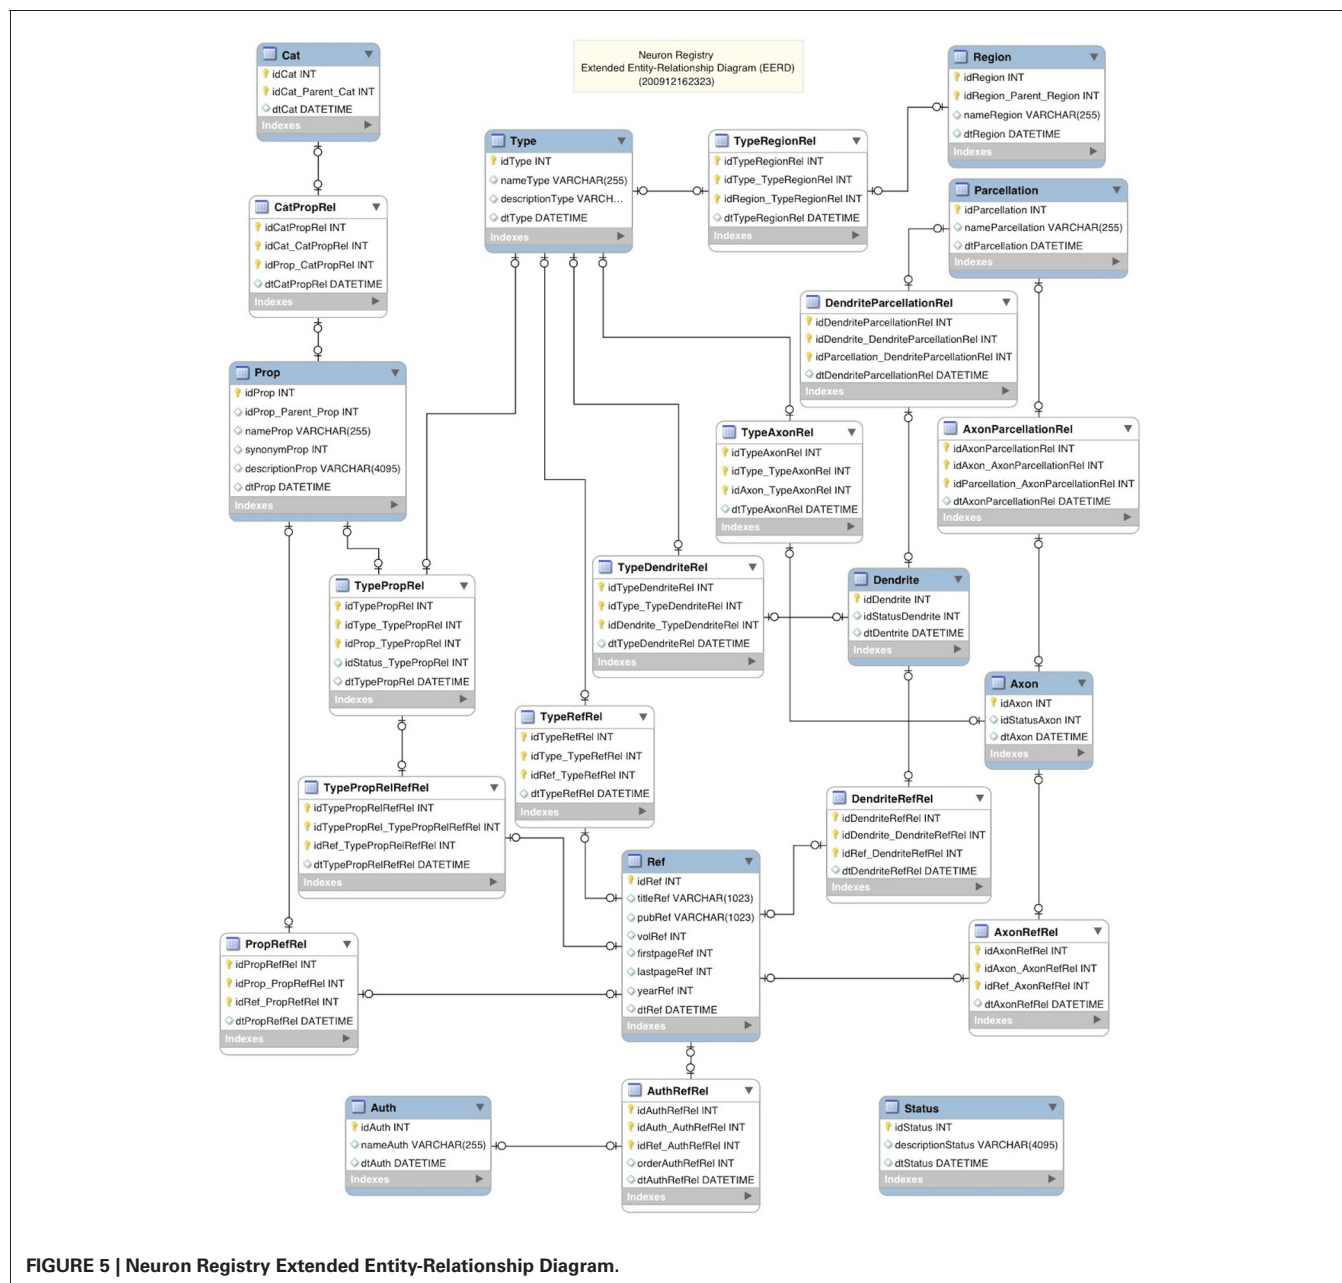 Neuron Registry
Extended Entity-Relationship Diagram (EERD)
(200912162323)
Cat
idCat INT
idCat_Parent_Cat INT
dtCat DATETIME
Indexes
CatPropRel
idCatPropRel INT
idCat_CatPropRel INT
idProp_CatPropRel INT
dtCatPropRel DATETIME
Indexes
Prop
idProp INT
idProp_Parent_Prop INT
nameProp VARCHAR(255)
synonymProp INT
descriptionProp VARCHAR(4095)
dtProp DATETIME
Indexes
Type
idType INT
nameType VARCHAR(255)
descriptionType VARCH...
dtType DATETIME
Indexes
TypeRegionRel
idTypeRegionRel INT
idType_TypeRegionRel INT
idRegion_TypeRegionRel INT
dtTypeRegionRel DATETIME
Indexes
Region
idRegion INT
idRegion_Parent_Region INT
nameRegion VARCHAR(255)
dtRegion DATETIME
Indexes
Parcellation
idParcellation INT
nameParcellation VARCHAR(255)
dtParcellation DATETIME
Indexes
DendriteParcellationRel
idDendriteParcellationRel INT
idDendrite_DendriteParcellationRel INT
idParcellation_DendriteParcellationRel INT
dtDendriteParcellationRel DATETIME
Indexes
TypeAxonRel
idTypeAxonRel INT
idType_TypeAxonRel INT
idAxon_TypeAxonRel INT
dtTypeAxonRel DATETIME
Indexes
AxonParcellationRel
idAxonParcellationRel INT
idAxon_AxonParcellationRel INT
idParcellation_AxonParcellationRel INT
dtAxonParcellationRel DATETIME
Indexes
TypePropRel
idTypePropRel INT
idType_TypePropRel INT
idProp_TypePropRel INT
idStatus_TypePropRel INT
dtTypePropRel DATETIME
Indexes
TypeDendriteRel
idTypeDendriteRel INT
idType_TypeDendriteRel INT
idDendrite_TypeDendriteRel INT
dtTypeDendriteRel DATETIME
Indexes
Dendrite
idDendrite INT
idStatusDendrite INT
dtDentrite DATETIME
Indexes
Axon
idAxon INT
idStatusAxon INT
dtAxon DATETIME
Indexes
TypeRefRel
idTypeRefRel INT
idType_TypeRefRel INT
idRef_TypeRefRel INT
dtTypeRefRel DATETIME
Indexes
TypePropRelRefRel
idTypePropRelRefRel INT
idTypePropRel_TypePropRelRefRel INT
idRef_TypePropRelRefRel INT
dtTypePropRelRefRel DATETIME
Indexes
DendriteRefRel
idDendriteRefRel INT
idDendrite_DendriteRefRel INT
idRef_DendriteRefRel INT
dtDendriteRefRel DATETIME
Indexes
Ref
idRef INT
titleRef VARCHAR(1023)
pubRef VARCHAR(1023)
volRef INT
firstpageRef INT
lastpageRef INT
yearRef INT
dtRef DATETIME
Indexes
PropRefRel
idPropRefRel INT
idProp_PropRefRel INT
idRef_PropRefRel INT
dtPropRefRel DATETIME
Indexes
AxonRefRel
idAxonRefRel INT
idAxon_AxonRefRel INT
idRef_AxonRefRel INT
dtAxonRefRel DATETIME
Indexes
Auth
idAuth INT
nameAuth VARCHAR(255)
dtAuth DATETIME
Indexes
AuthRefRel
idAuthRefRel INT
idAuth_AuthRefRel INT
idRef_AuthRefRel INT
orderAuthRefRel INT
dtAuthRefRel DATETIME
Indexes
Status
idStatus INT
descriptionStatus VARCHAR(4095)
dtStatus DATETIME
Indexes
FIGURE 5 | Neuron Registry Extended Entity-Relationship Diagram.